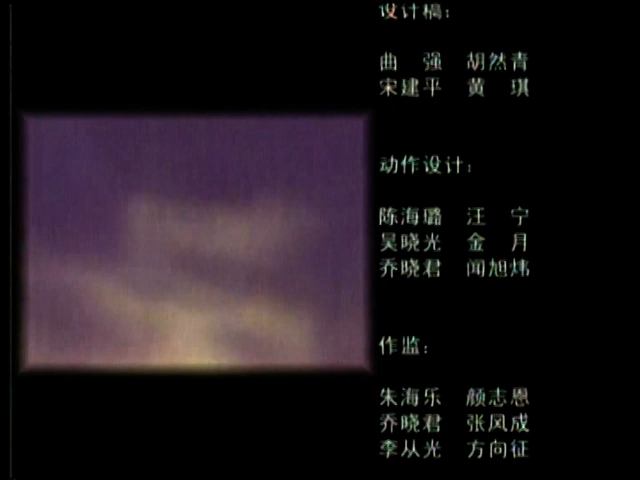 设计稿:
曲 强 胡然青
宋建平 黄 琪
动作设计:
陈海璐 汪 宁
吴晓光 金 月
乔晓君 闻旭炜
作监:
朱海乐 颜志恩
乔晓君 张凤成
李从光 方向征